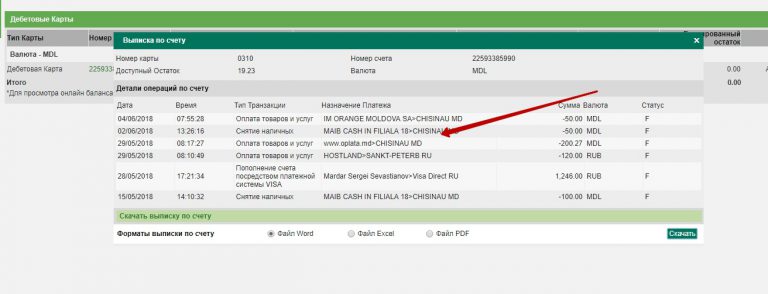 Дебетовые Карты
Тип Карты Номер остаток
Валюта - MDL
Дебетовая Карта 225933 0.00
Итого 0.00
*Для просмотра онлайн баланса
Выписка по счету
Номер карты 0310 Номер счета 22593385990
Доступный Остаток 19.23 Валюта MDL
Детали операций по счету
Дата Время Тип Транзакции Назначение Платежа Сумма Валюта Статус
04/06/2018 07:55:28 Оплата товаров и услуг IM ORANGE MOLDOVA SA>CHISINAU MD -50.00 MDL F
02/06/2018 13:26:16 Снятие наличных MAIB CASH IN FILIALA 18>CHISINAU MD -50.00 MDL F
29/05/2018 08:17:27 Оплата товаров и услуг www.oplata.md>CHISINAU MD -200.27 MDL F
29/05/2018 08:10:49 Оплата товаров и услуг HOSTLAND>SANKT-PETERB RU -120.00 RUB F
28/05/2018 17:21:34 Пополнение счета посредством платежной системы VISA Mardar Sergei Sevastianov>Visa Direct RU 1,246.00 RUB F
15/05/2018 14:10:32 Снятие наличных MAIB CASH IN FILIALA 18>CHISINAU MD -100.00 MDL F
Скачать выписку по счету
Форматы выписки по счету Файл Word Файл Excel Файл PDF Скачать